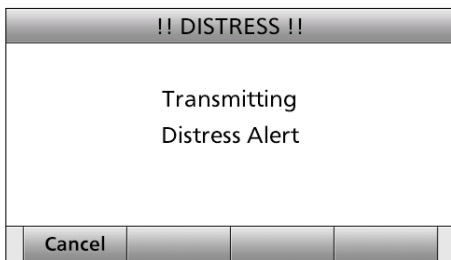 !! DISTRESS !!
Transmitting
Distress Alert
Cancel